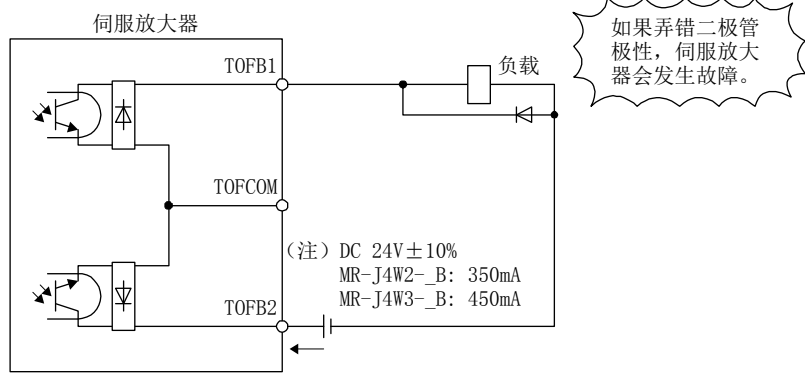 伺服放大器
如果弄错二极管
极性，伺服放大
器会发生故障。
TOFB1
负载
TOFCOM
（注）DC 24V±10%
MR-J4W2-_B: 350mA
MR-J4W3-_B: 450mA
TOFB2